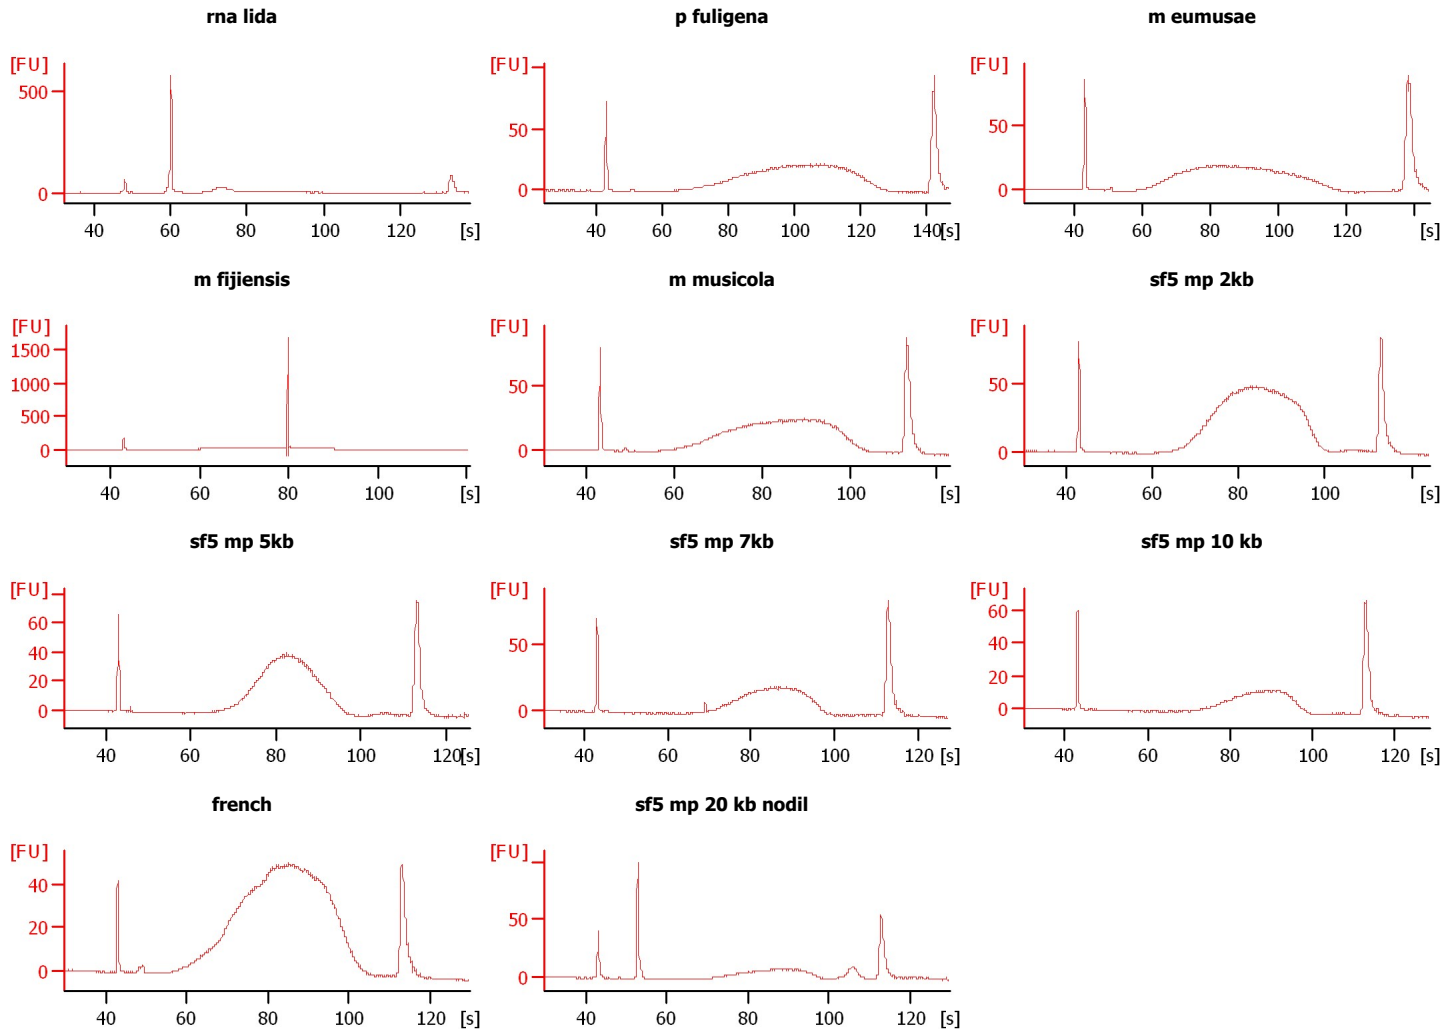 rna lida
[FU]
500
0
40 60 80 100 120 [s]
p fuligena
[FU]
50
0
40 60 80 100 120 140[s]
m eumusae
[FU]
50
0
40 60 80 100 120 [s]
m fijiensis
[FU]
1500
1000
500
0
40 60 80 100 [s]
m musicola
[FU]
50
0
40 60 80 100 [s]
sf5 mp 2kb
[FU]
50
0
40 60 80 100 [s]
sf5 mp 5kb
[FU]
60
40
20
0
40 60 80 100 120[s]
sf5 mp 7kb
[FU]
50
0
40 60 80 100 120 [s]
sf5 mp 10 kb
[FU]
60
40
20
0
40 60 80 100 120 [s]
french
[FU]
40
20
0
40 60 80 100 120 [s]
sf5 mp 20 kb nodil
[FU]
50
0
40 60 80 100 120 [s]